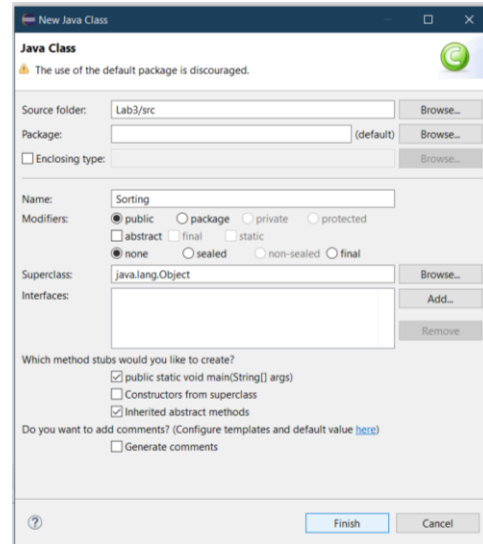 New Java Class
Java Class
The use of the default package is discouraged.
C
Source folder: Lab3/src Browse...
Package: (default) Browse...
Enclosing type: Browse...
Name: Sorting
Modifiers: public package private protected
abstract final static
none sealed non-sealed final
Superclass: java.lang.Object Browse...
Interfaces: Add...
Remove
Which method stubs would you like to create?
public static void main(String[] args)
Constructors from superclass
Inherited abstract methods
Do you want to add comments? (Configure templates and default value here)
Generate comments
? Finish Cancel